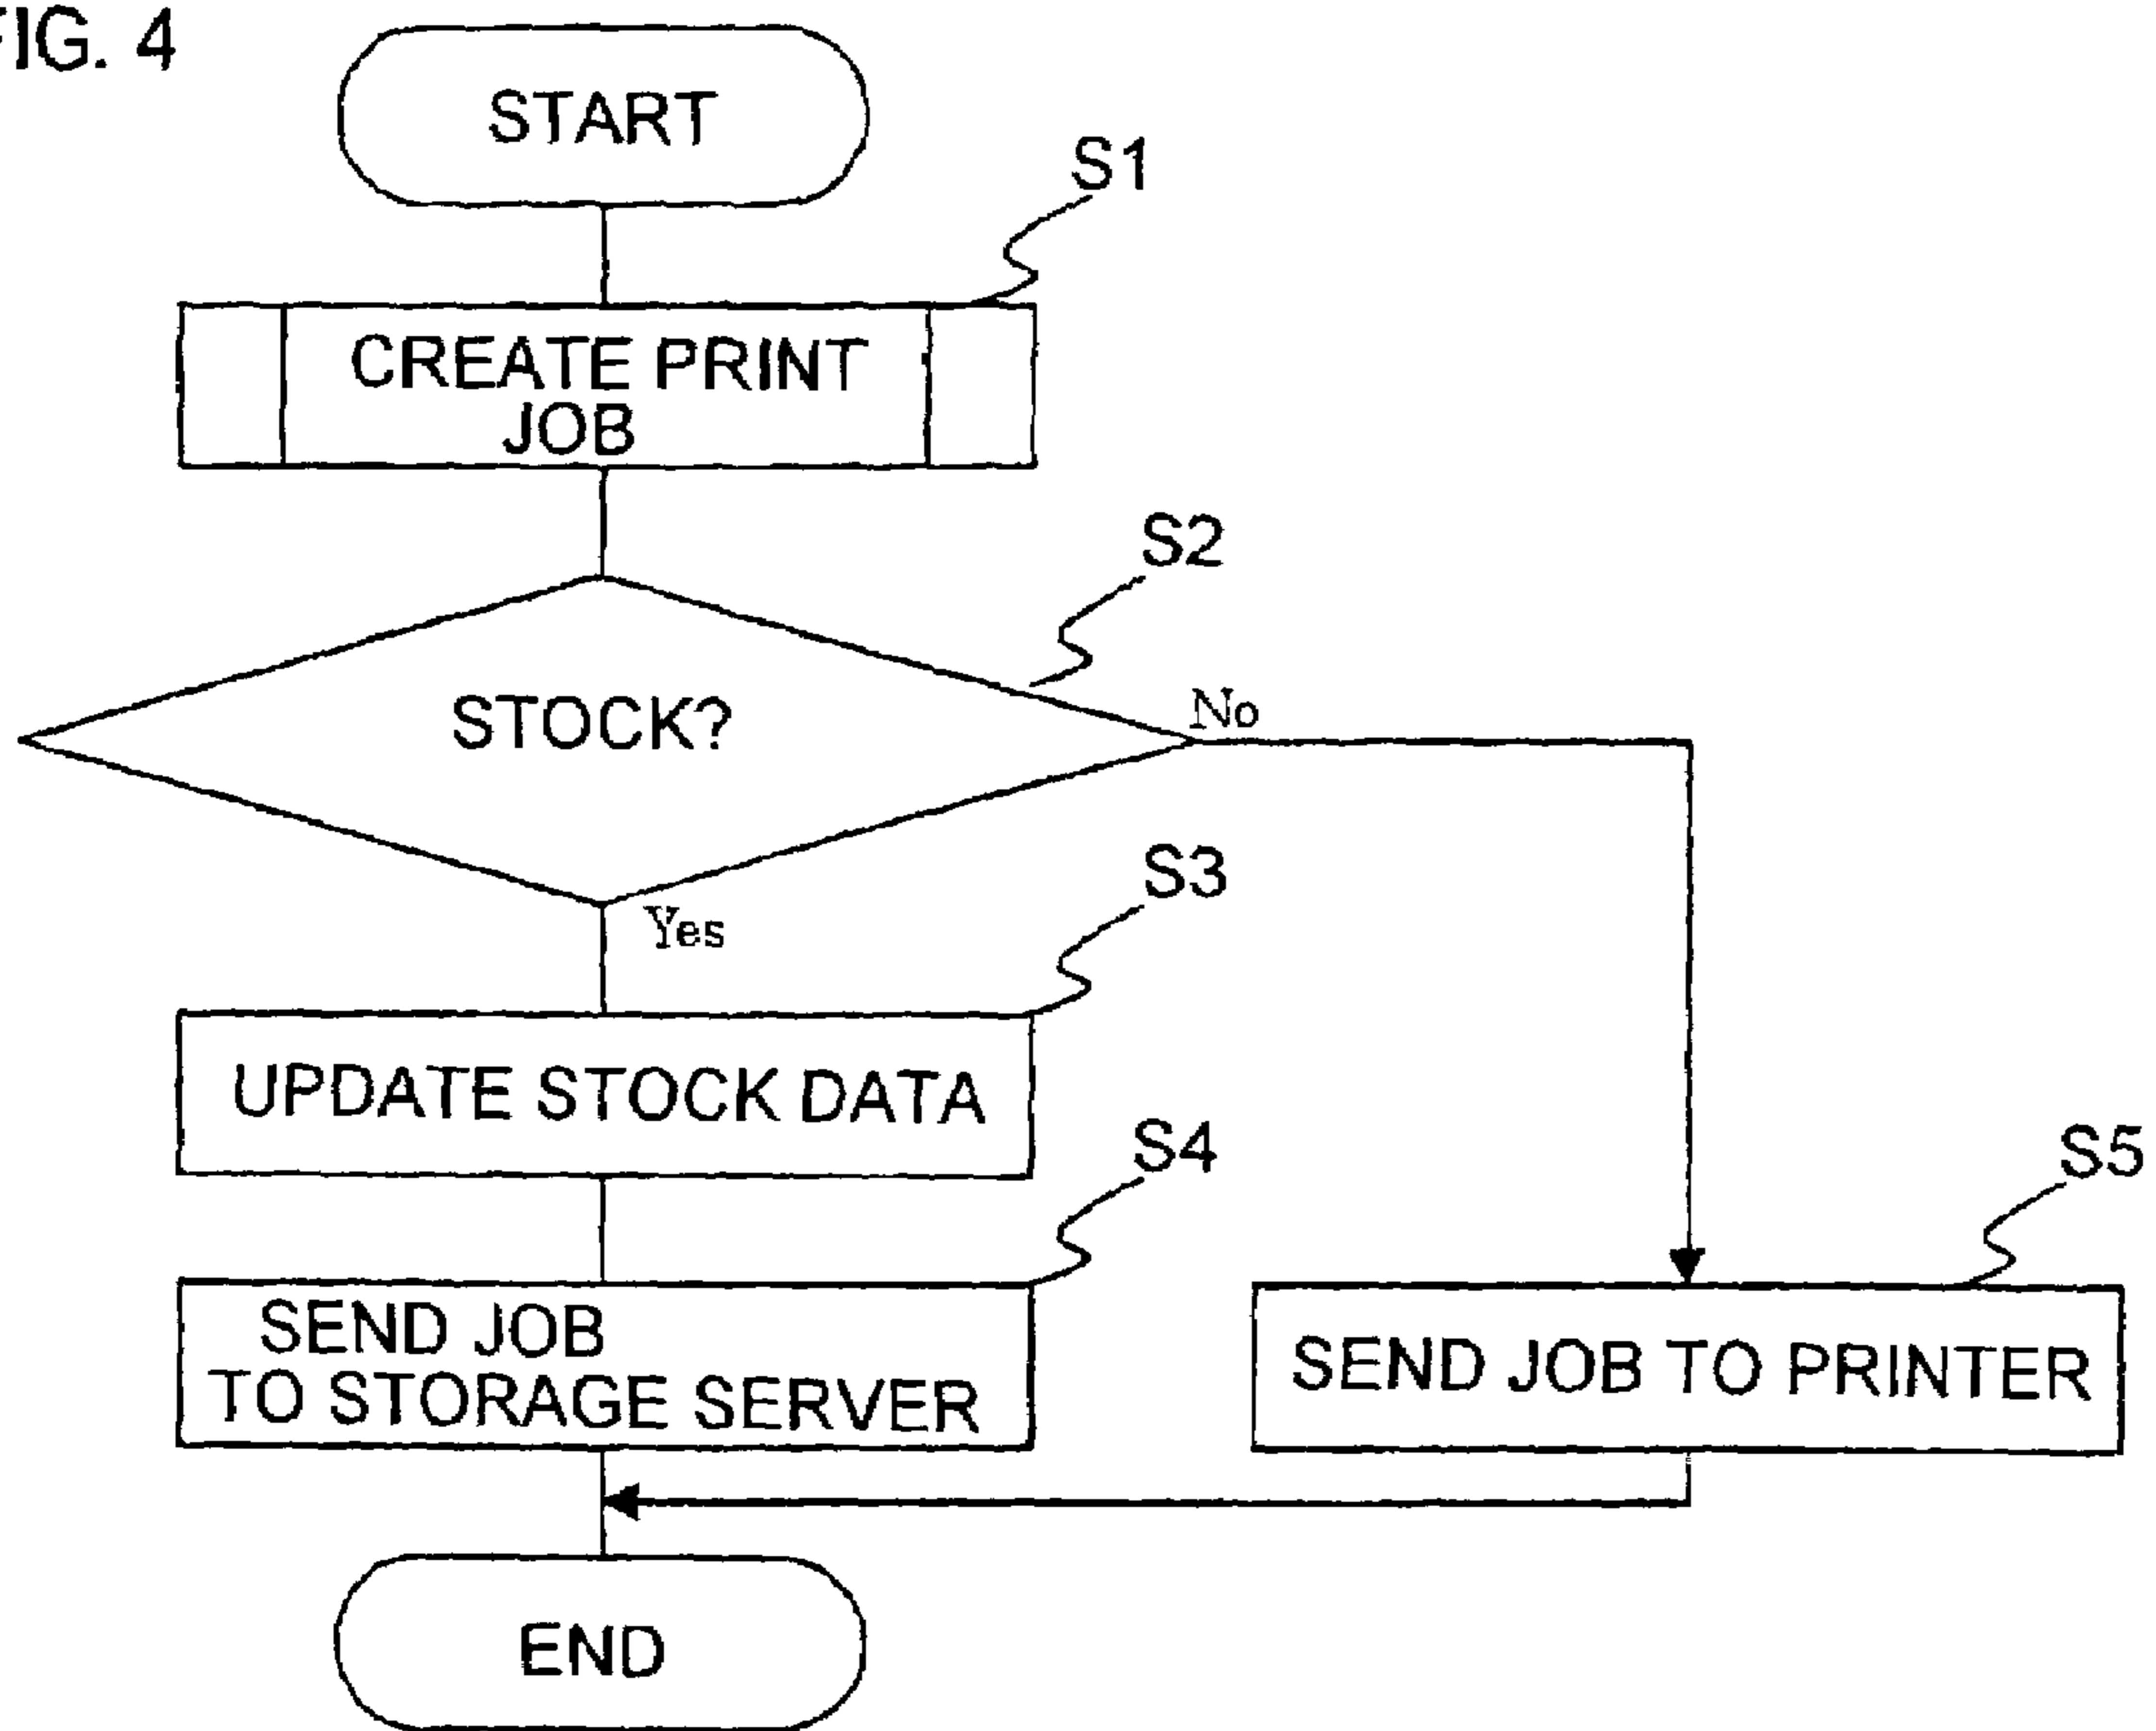 FIG. 4
START
S1
CREATE PRINT
JOB
S2
STOCK?
No
Yes
S3
UPDATE STOCK DATA
S4
S5
SEND JOB
TO STORAGE SERVER
SEND JOB TO PRINTER
END